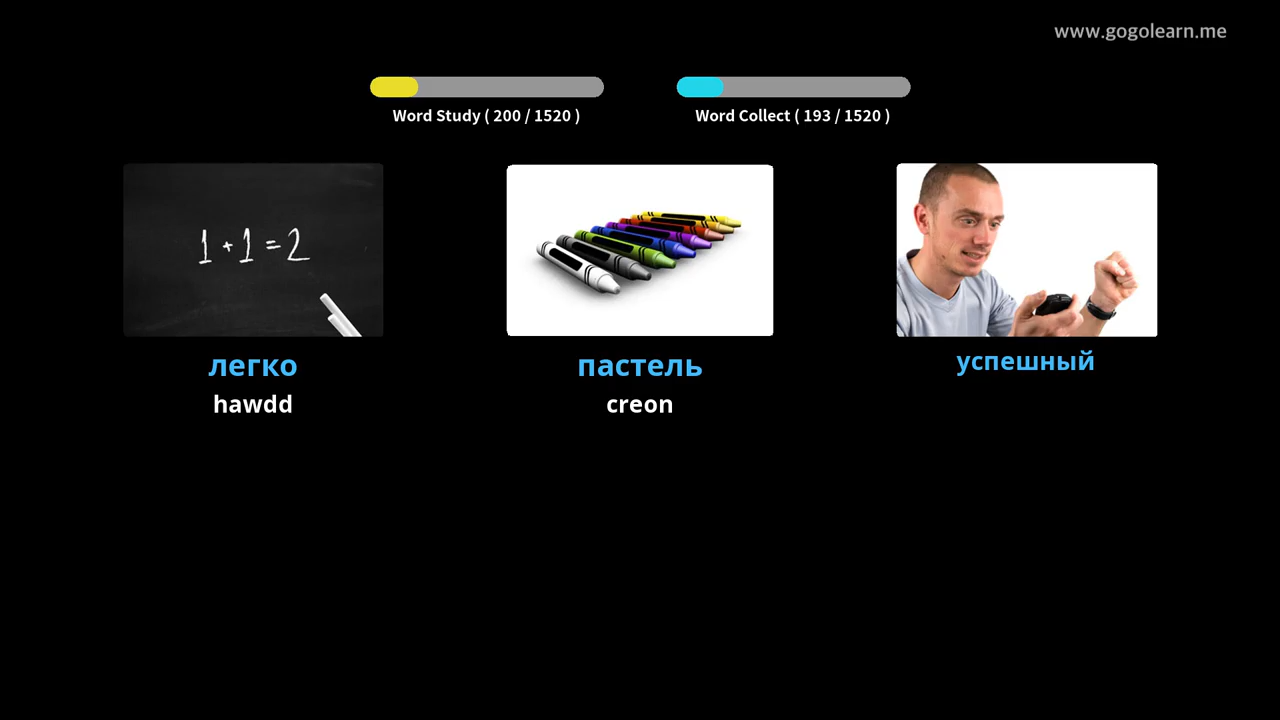 www.gogolearn.me
Word Study ( 200 / 1520 )
Word Collect ( 193 / 1520 )
1 + 1 = 2
легко
hawdd
пастель
creon
успешный